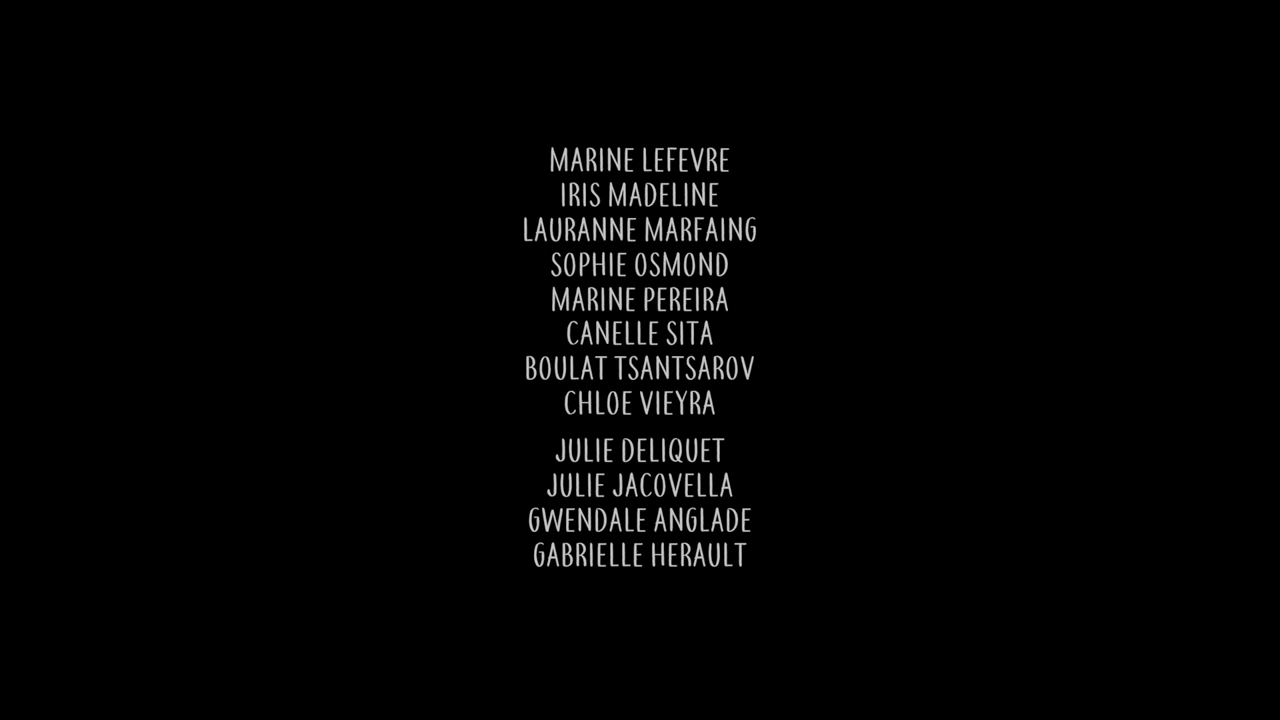 MARINE LEFEVRE
IRIS MADELINE
LAURANNE MARFAING
SOPHIE OSMOND
MARINE PEREIRA
CANELLE SITA
BOULAT TSANTSAROV
CHLOE VIEYRA
JULIE DELIQUET
JULIE JACOVELLA
GWENDALE ANGLADE
GABRIELLE HERAULT